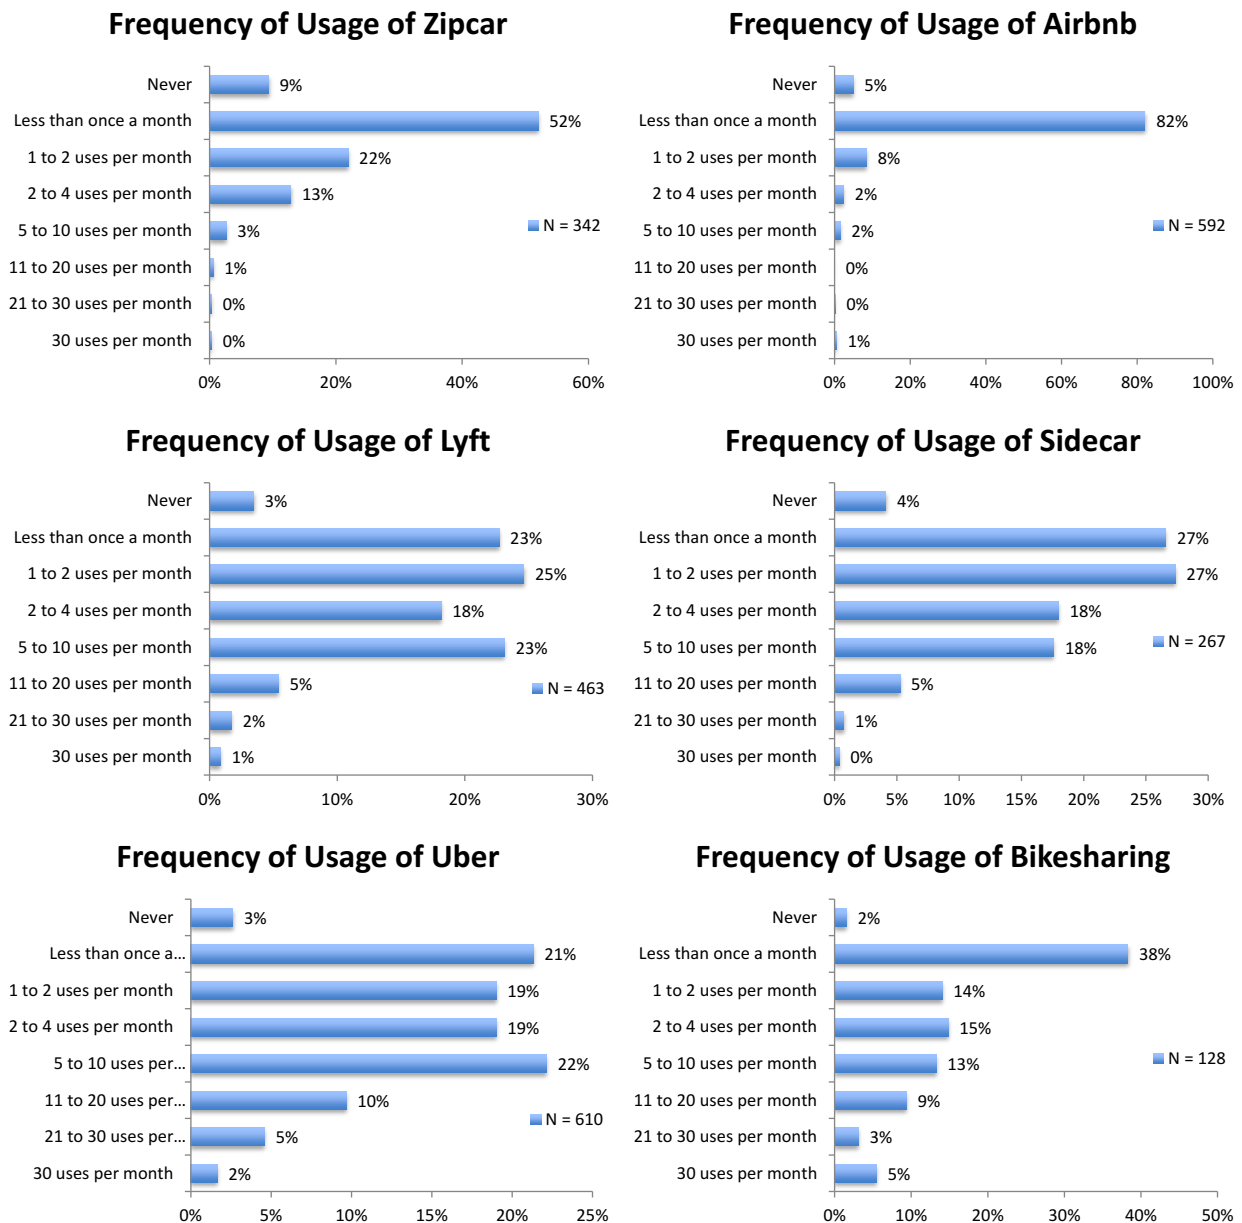 Frequency of Usage of Zipcar
Never 9%
Less than once a month 52%
1 to 2 uses per month 22%
2 to 4 uses per month 13%
5 to 10 uses per month 3%
N = 342
11 to 20 uses per month 1%
21 to 30 uses per month 0%
30 uses per month 0%
0% 20% 40% 60%
Frequency of Usage of Airbnb
Never 5%
Less than once a month 82%
1 to 2 uses per month 8%
2 to 4 uses per month 2%
5 to 10 uses per month 2%
N = 592
11 to 20 uses per month 0%
21 to 30 uses per month 0%
30 uses per month 1%
0% 20% 40% 60% 80% 100%
Frequency of Usage of Lyft
Never 3%
Less than once a month 23%
1 to 2 uses per month 25%
2 to 4 uses per month 18%
5 to 10 uses per month 23%
11 to 20 uses per month 5%
N = 463
21 to 30 uses per month 2%
30 uses per month 1%
0% 10% 20% 30%
Frequency of Usage of Sidecar
Never 4%
Less than once a month 27%
1 to 2 uses per month 27%
2 to 4 uses per month 18%
5 to 10 uses per month 18%
N = 267
11 to 20 uses per month 5%
21 to 30 uses per month 1%
30 uses per month 0%
0% 5% 10% 15% 20% 25% 30%
Frequency of Usage of Uber
Never 3%
Less than once a... 21%
1 to 2 uses per month 19%
2 to 4 uses per month 19%
5 to 10 uses per... 22%
11 to 20 uses per... 10%
N = 610
21 to 30 uses per... 5%
30 uses per month 2%
0% 5% 10% 15% 20% 25%
Frequency of Usage of Bikesharing
Never 2%
Less than once a month 38%
1 to 2 uses per month 14%
2 to 4 uses per month 15%
5 to 10 uses per month 13%
N = 128
11 to 20 uses per month 9%
21 to 30 uses per month 3%
30 uses per month 5%
0% 10% 20% 30% 40% 50%